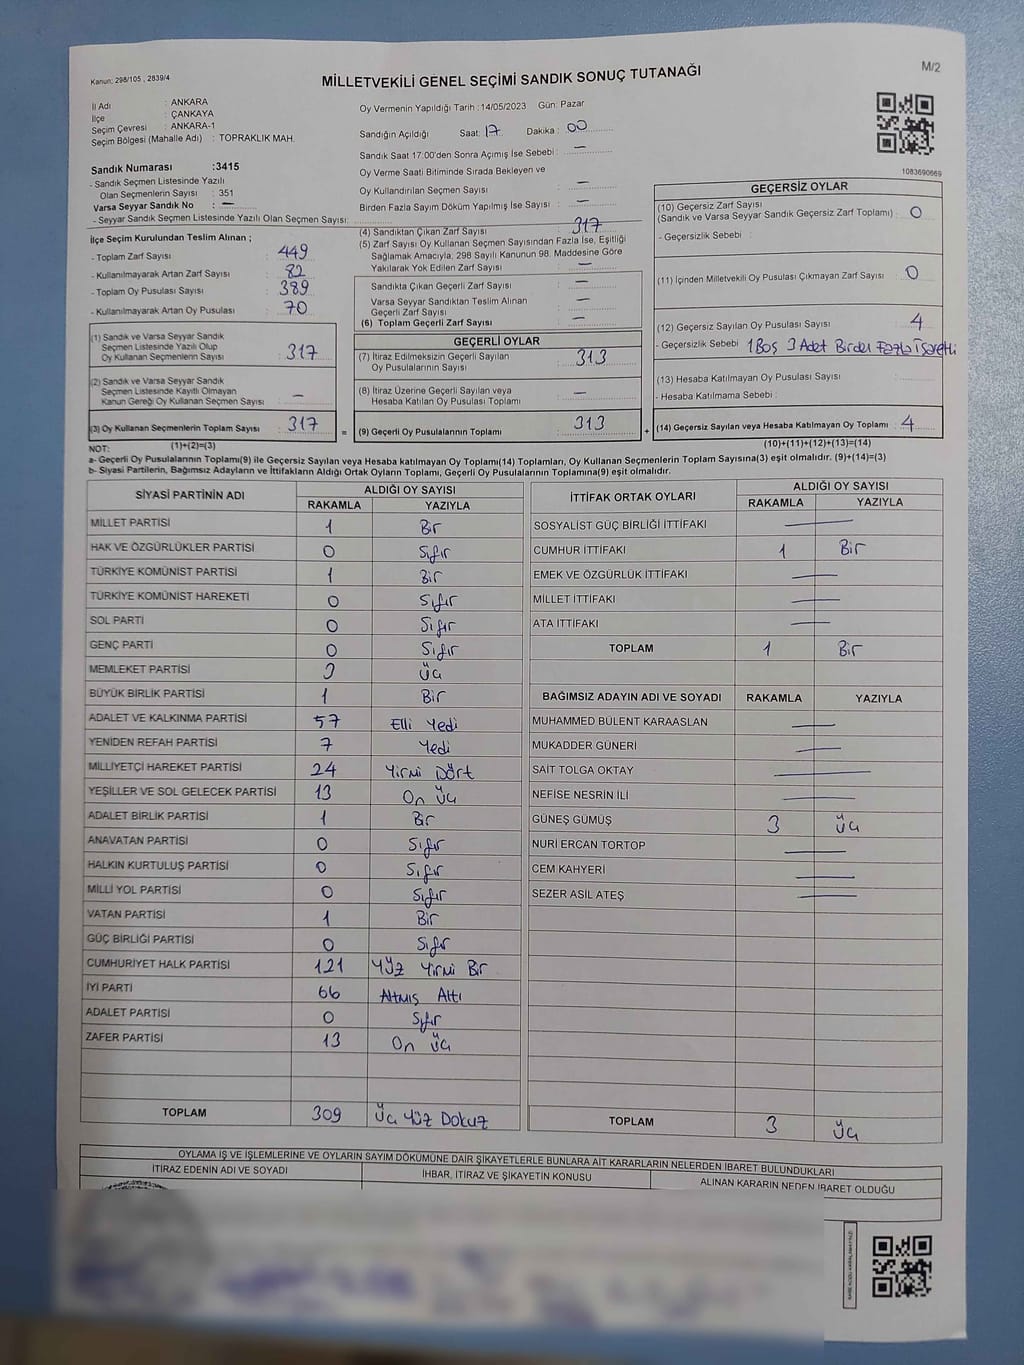 Kanun: 298/105 , 2839/4
MİLLETVEKİLİ GENEL SEÇİMİ SANDIK SONUÇ TUTANAĞI
M/2
İl Adı : ANKARA
İlçe : ÇANKAYA
Seçim Çevresi : ANKARA-1
Seçim Bölgesi (Mahalle Adı) : TOPRAKLIK MAH.
Sandık Numarası :3415
- Sandık Seçmen Listesinde Yazılı
Olan Seçmenlerin Sayısı : 351
Varsa Seyyar Sandık No : —
- Seyyar Sandık Seçmen Listesinde Yazılı Olan Seçmen Sayısı:
Oy Vermenin Yapıldığı Tarih :14/05/2023 Gün: Pazar
Sandığın Açıldığı Saat: 17 Dakika : 00
Sandık Saat 17:00'den Sonra Açımış İse Sebebi : —
Oy Verme Saati Bitiminde Sırada Bekleyen ve
Oy Kullandırılan Seçmen Sayısı : —
Birden Fazla Sayım Döküm Yapılmış İse Sayısı : —
1083690669
İlçe Seçim Kurulundan Teslim Alınan ;
- Toplam Zarf Sayısı : 449
- Kullanılmayarak Artan Zarf Sayısı : 82
- Toplam Oy Pusulası Sayısı : 389
- Kullanılmayarak Artan Oy Pusulası : 70
(4) Sandıktan Çıkan Zarf Sayısı : 317
(5) Zarf Sayısı Oy Kullanan Seçmen Sayısından Fazla İse, Eşitliği
Sağlamak Amacıyla, 298 Sayılı Kanunun 98. Maddesine Göre
Yakılarak Yok Edilen Zarf Sayısı : —
Sandıkta Çıkan Geçerli Zarf Sayısı : —
Varsa Seyyar Sandıktan Teslim Alınan
Geçerli Zarf Sayısı : —
(6) Toplam Geçerli Zarf Sayısı : —
GEÇERSİZ OYLAR
(10) Geçersiz Zarf Sayısı
(Sandık ve Varsa Seyyar Sandık Geçersiz Zarf Toplamı) : 0
- Geçersizlik Sebebi :
(11) İçinden Milletvekili Oy Pusulası Çıkmayan Zarf Sayısı : 0
(12) Geçersiz Sayılan Oy Pusulası Sayısı : 4
- Geçersizlik Sebebi : 1 Boş 3 Adet Birden Fazla İşaretli
(13) Hesaba Katılmayan Oy Pusulası Sayısı :
- Hesaba Katılmama Sebebi :
(14) Geçersiz Sayılan veya Hesaba Katılmayan Oy Toplamı : 4
(10)+(11)+(12)+(13)=(14)
(1) Sandık ve Varsa Seyyar Sandık
Seçmen Listesinde Yazılı Olup
Oy Kullanan Seçmenlerin Sayısı : 317
(2) Sandık ve Varsa Seyyar Sandık
Seçmen Listesinde Kayıtlı Olmayan
Kanun Gereği Oy Kullanan Seçmen Sayısı : —
(3) Oy Kullanan Seçmenlerin Toplam Sayısı : 317 =
(1)+(2)=(3)
GEÇERLİ OYLAR
(7) İtiraz Edilmeksizin Geçerli Sayılan
Oy Pusulalarının Sayısı : 313
(8) İtiraz Üzerine Geçerli Sayılan veya
Hesaba Katılan Oy Pusulası Toplamı : —
(9) Geçerli Oy Pusulalarının Toplamı : 313 +
NOT:
a- Geçerli Oy Pusulalarının Toplamı(9) ile Geçersiz Sayılan veya Hesaba katılmayan Oy Toplamı(14) Toplamları, Oy Kullanan Seçmenlerin Toplam Sayısına(3) eşit olmalıdır. (9)+(14)=(3)
b- Siyasi Partilerin, Bağımsız Adayların ve İttifakların Aldığı Ortak Oyların Toplamı, Geçerli Oy Pusulalarının Toplamına(9) eşit olmalıdır.
SİYASİ PARTİNİN ADI ALDIĞI OY SAYISI
RAKAMLA YAZIYLA
MİLLET PARTİSİ 1 Bir
HAK VE ÖZGÜRLÜKLER PARTİSİ 0 Sıfır
TÜRKİYE KOMÜNİST PARTİSİ 1 Bir
TÜRKİYE KOMÜNİST HAREKETİ 0 Sıfır
SOL PARTİ 0 Sıfır
GENÇ PARTİ 0 Sıfır
MEMLEKET PARTİSİ 3 Üç
BÜYÜK BİRLİK PARTİSİ 1 Bir
ADALET VE KALKINMA PARTİSİ 57 Elli Yedi
YENİDEN REFAH PARTİSİ 7 Yedi
MİLLİYETÇİ HAREKET PARTİSİ 24 Yirmi Dört
YEŞİLLER VE SOL GELECEK PARTİSİ 13 On Üç
ADALET BİRLİK PARTİSİ 1 Bir
ANAVATAN PARTİSİ 0 Sıfır
HALKIN KURTULUŞ PARTİSİ 0 Sıfır
MİLLİ YOL PARTİSİ 0 Sıfır
VATAN PARTİSİ 1 Bir
GÜÇ BİRLİĞİ PARTİSİ 0 Sıfır
CUMHURİYET HALK PARTİSİ 121 Yüz Yirmi Bir
İYİ PARTİ 66 Altmış Altı
ADALET PARTİSİ 0 Sıfır
ZAFER PARTİSİ 13 On Üç
TOPLAM 309 Üç Yüz Dokuz
İTTİFAK ORTAK OYLARI ALDIĞI OY SAYISI
RAKAMLA YAZIYLA
SOSYALİST GÜÇ BİRLİĞİ İTTİFAKI —
CUMHUR İTTİFAKI 1 Bir
EMEK VE ÖZGÜRLÜK İTTİFAKI —
MİLLET İTTİFAKI —
ATA İTTİFAKI —
TOPLAM 1 Bir
BAĞIMSIZ ADAYIN ADI VE SOYADI RAKAMLA YAZIYLA
MUHAMMED BÜLENT KARAASLAN —
MUKADDER GÜNERİ —
SAİT TOLGA OKTAY —
NEFİSE NESRİN İLİ —
GÜNEŞ GÜMÜŞ 3 Üç
NURİ ERCAN TORTOP —
CEM KAHYERİ —
SEZER ASİL ATEŞ —
TOPLAM 3 Üç
OYLAMA İŞ VE İŞLEMLERİNE VE OYLARIN SAYIM DÖKÜMÜNE DAİR ŞİKAYETLERLE BUNLARA AİT KARARLARIN NELERDEN İBARET BULUNDUKLARI
İTİRAZ EDENİN ADI VE SOYADI İHBAR, İTİRAZ VE ŞİKAYETİN KONUSU ALINAN KARARIN NEDEN İBARET OLDUĞU